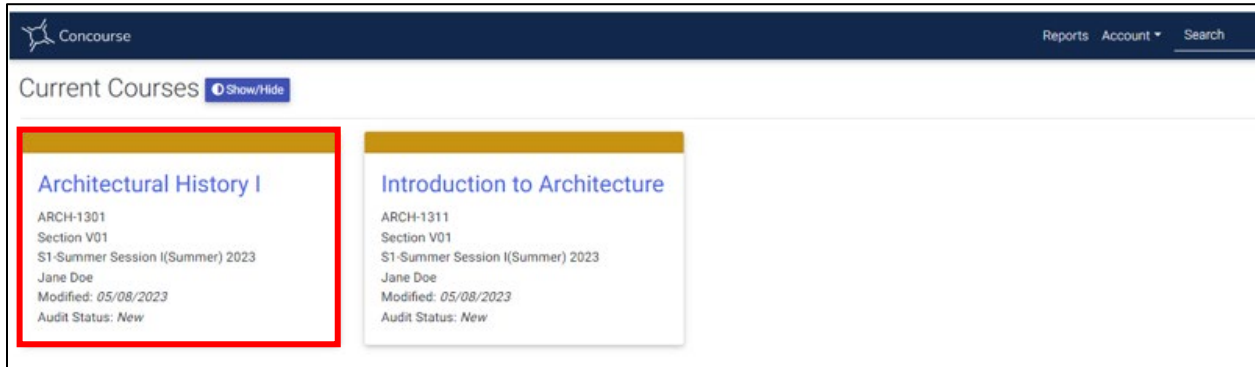 Concourse
Reports Account Search
Current Courses Show/Hide
Architectural History I
ARCH-1301
Section V01
S1-Summer Session I(Summer) 2023
Jane Doe
Modified: 05/08/2023
Audit Status: New
Introduction to Architecture
ARCH-1311
Section V01
S1-Summer Session I(Summer) 2023
Jane Doe
Modified: 05/08/2023
Audit Status: New